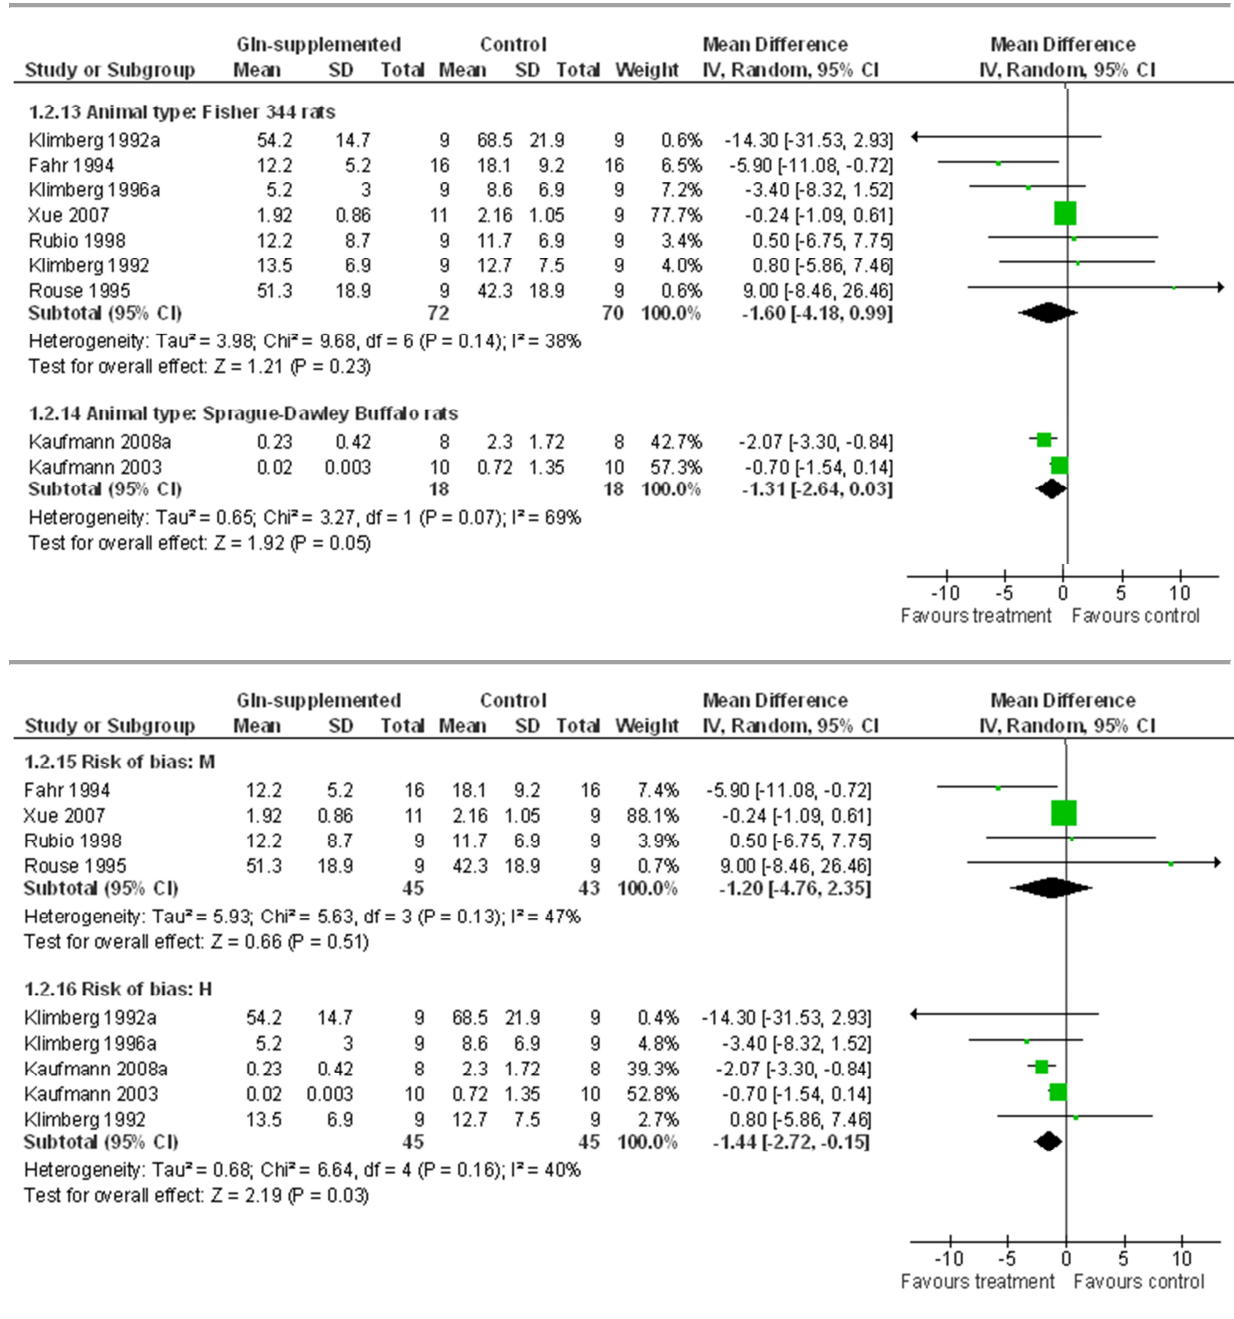 Gln-supplemented Control Mean Difference Mean Difference
Study or Subgroup Mean SD Total Mean SD Total Weight IV, Random, 95% CI IV, Random, 95% CI
1.2.13 Animal type: Fisher 344 rats
Klimberg 1992a 54.2 14.7 9 68.5 21.9 9 0.6% -14.30 [-31.53, 2.93]
Fahr 1994 12.2 5.2 16 18.1 9.2 16 6.5% -5.90 [-11.08, -0.72]
Klimberg 1996a 5.2 3 9 8.6 6.9 9 7.2% -3.40 [-8.32, 1.52]
Xue 2007 1.92 0.86 11 2.16 1.05 9 77.7% -0.24 [-1.09, 0.61]
Rubio 1998 12.2 8.7 9 11.7 6.9 9 3.4% 0.50 [-6.75, 7.75]
Klimberg 1992 13.5 6.9 9 12.7 7.5 9 4.0% 0.80 [-5.86, 7.46]
Rouse 1995 51.3 18.9 9 42.3 18.9 9 0.6% 9.00 [-8.46, 26.46]
Subtotal (95% CI) 72 70 100.0% -1.60 [-4.18, 0.99]
Heterogeneity: Tau² = 3.98; Chi² = 9.68, df = 6 (P = 0.14); I² = 38%
Test for overall effect: Z = 1.21 (P = 0.23)
1.2.14 Animal type: Sprague-Dawley Buffalo rats
Kaufmann 2008a 0.23 0.42 8 2.3 1.72 8 42.7% -2.07 [-3.30, -0.84]
Kaufmann 2003 0.02 0.003 10 0.72 1.35 10 57.3% -0.70 [-1.54, 0.14]
Subtotal (95% CI) 18 18 100.0% -1.31 [-2.64, 0.03]
Heterogeneity: Tau² = 0.65; Chi² = 3.27, df = 1 (P = 0.07); I² = 69%
Test for overall effect: Z = 1.92 (P = 0.05)
-10 -5 0 5 10
Favours treatment Favours control
Gln-supplemented Control Mean Difference Mean Difference
Study or Subgroup Mean SD Total Mean SD Total Weight IV, Random, 95% CI IV, Random, 95% CI
1.2.15 Risk of bias: M
Fahr 1994 12.2 5.2 16 18.1 9.2 16 7.4% -5.90 [-11.08, -0.72]
Xue 2007 1.92 0.86 11 2.16 1.05 9 88.1% -0.24 [-1.09, 0.61]
Rubio 1998 12.2 8.7 9 11.7 6.9 9 3.9% 0.50 [-6.75, 7.75]
Rouse 1995 51.3 18.9 9 42.3 18.9 9 0.7% 9.00 [-8.46, 26.46]
Subtotal (95% CI) 45 43 100.0% -1.20 [-4.76, 2.35]
Heterogeneity: Tau² = 5.93; Chi² = 5.63, df = 3 (P = 0.13); I² = 47%
Test for overall effect: Z = 0.66 (P = 0.51)
1.2.16 Risk of bias: H
Klimberg 1992a 54.2 14.7 9 68.5 21.9 9 0.4% -14.30 [-31.53, 2.93]
Klimberg 1996a 5.2 3 9 8.6 6.9 9 4.8% -3.40 [-8.32, 1.52]
Kaufmann 2008a 0.23 0.42 8 2.3 1.72 8 39.3% -2.07 [-3.30, -0.84]
Kaufmann 2003 0.02 0.003 10 0.72 1.35 10 52.8% -0.70 [-1.54, 0.14]
Klimberg 1992 13.5 6.9 9 12.7 7.5 9 2.7% 0.80 [-5.86, 7.46]
Subtotal (95% CI) 45 45 100.0% -1.44 [-2.72, -0.15]
Heterogeneity: Tau² = 0.68; Chi² = 6.64, df = 4 (P = 0.16); I² = 40%
Test for overall effect: Z = 2.19 (P = 0.03)
-10 -5 0 5 10
Favours treatment Favours control